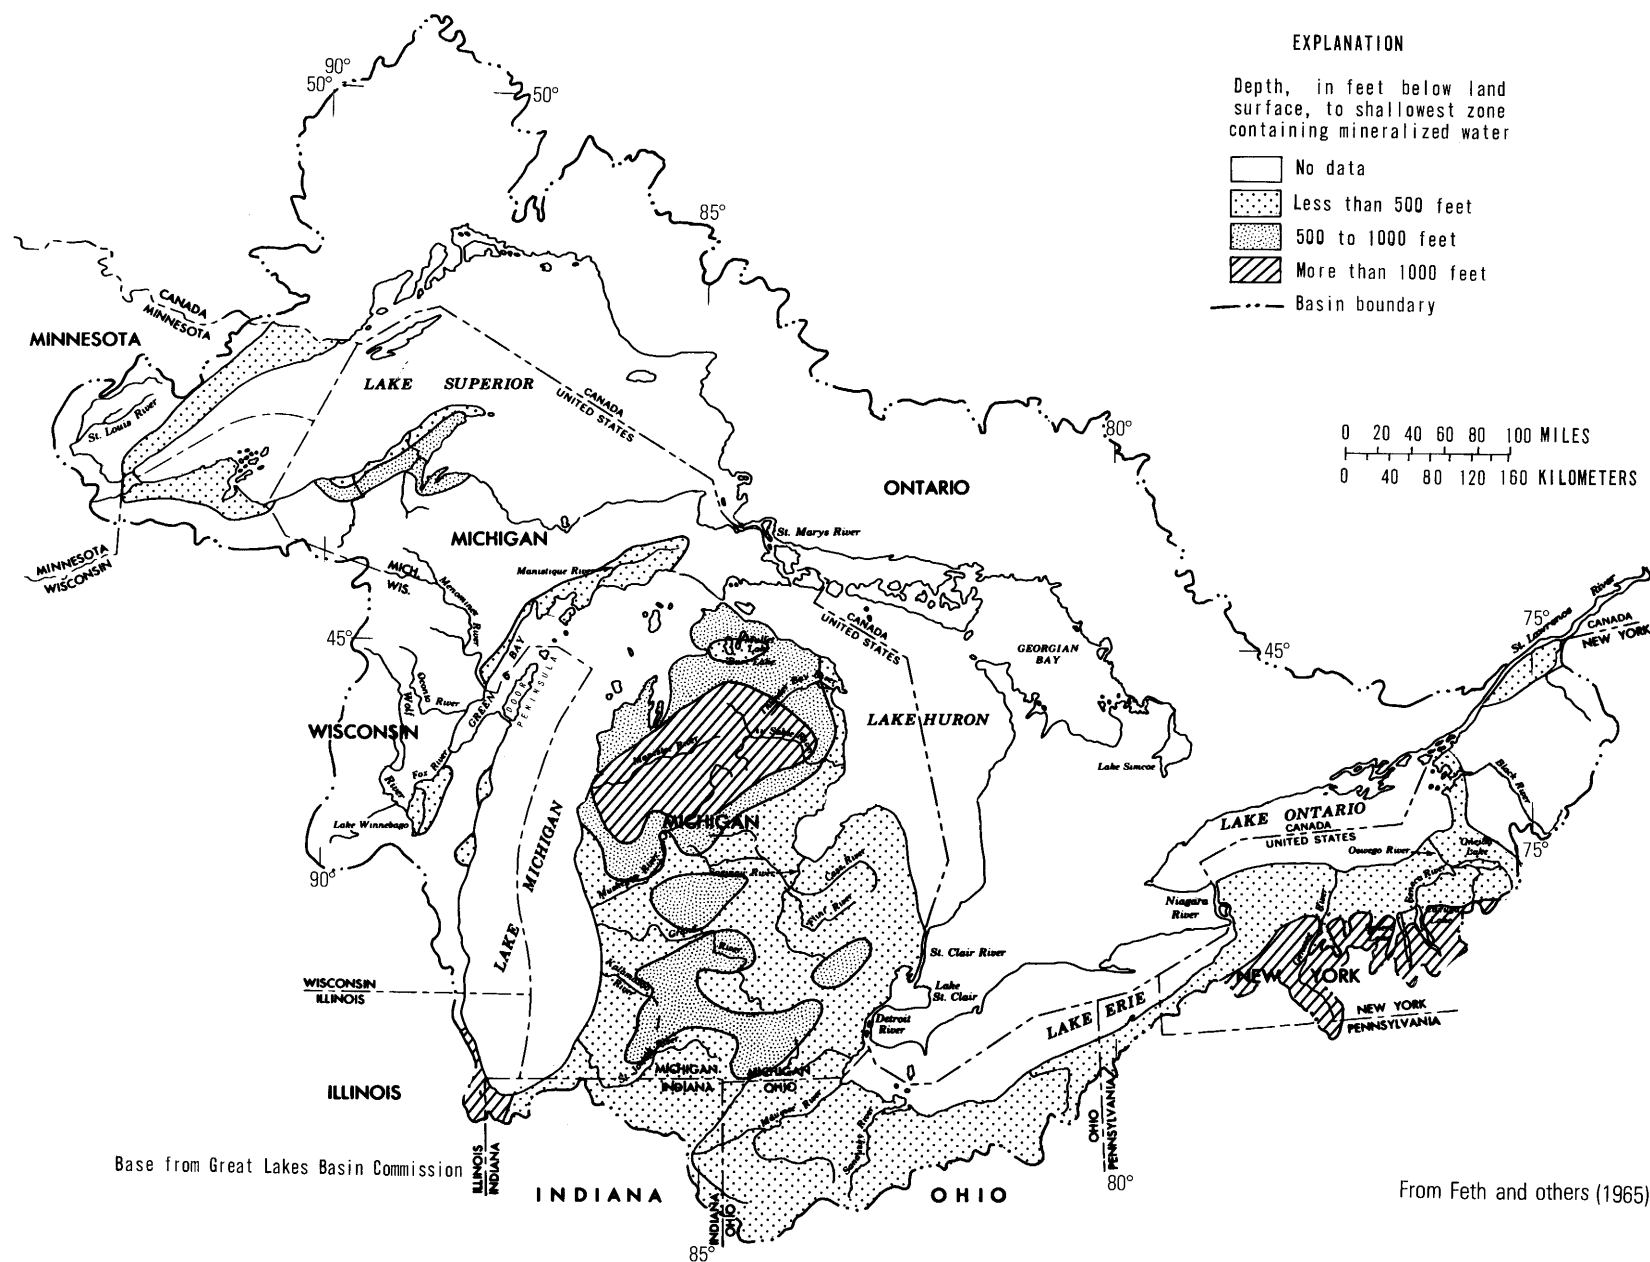 EXPLANATION
Depth, in feet below land
surface, to shallowest zone
containing mineralized water
No data
Less than 500 feet
500 to 1000 feet
More than 1000 feet
Basin boundary
90°
50°
50°
85°
CANADA
MINNESOTA
MINNESOTA
LAKE SUPERIOR
CANADA
UNITED STATES
St. Louis River
80°
0 20 40 60 80 100 MILES
0 40 80 120 160 KILOMETERS
ONTARIO
MICHIGAN
St. Marys River
MINNESOTA
WISCONSIN
MICH.
WIS.
Manistique River
Menominee River
45°
CANADA
UNITED STATES
GEORGIAN
BAY
45°
75°
St. Lawrence River
CANADA
NEW YORK
GREEN BAY
DOOR
PENINSULA
Oconto River
Wolf River
WISCONSIN
Fox River
LAKE HURON
Lake Simcoe
Manistee River
Au Sable River
Black River
Lake Winnebago
LAKE MICHIGAN
MICHIGAN
LAKE ONTARIO
CANADA
UNITED STATES
Oswego River
Oneida
Lake
75°
90°
Muskegon River
Cass River
Flint River
Niagara
River
Grand
River
St. Clair River
Kalamazoo
River
Lake
St. Clair
NEW YORK
WISCONSIN
ILLINOIS
Detroit
River
LAKE ERIE
NEW YORK
PENNSYLVANIA
MICHIGAN
INDIANA
MICHIGAN
OHIO
ILLINOIS
Maumee River
Sandusky River
OHIO
PENNSYLVANIA
Base from Great Lakes Basin Commission
ILLINOIS
INDIANA
INDIANA
INDIANA
OHIO
OHIO
80°
From Feth and others (1965)
85°